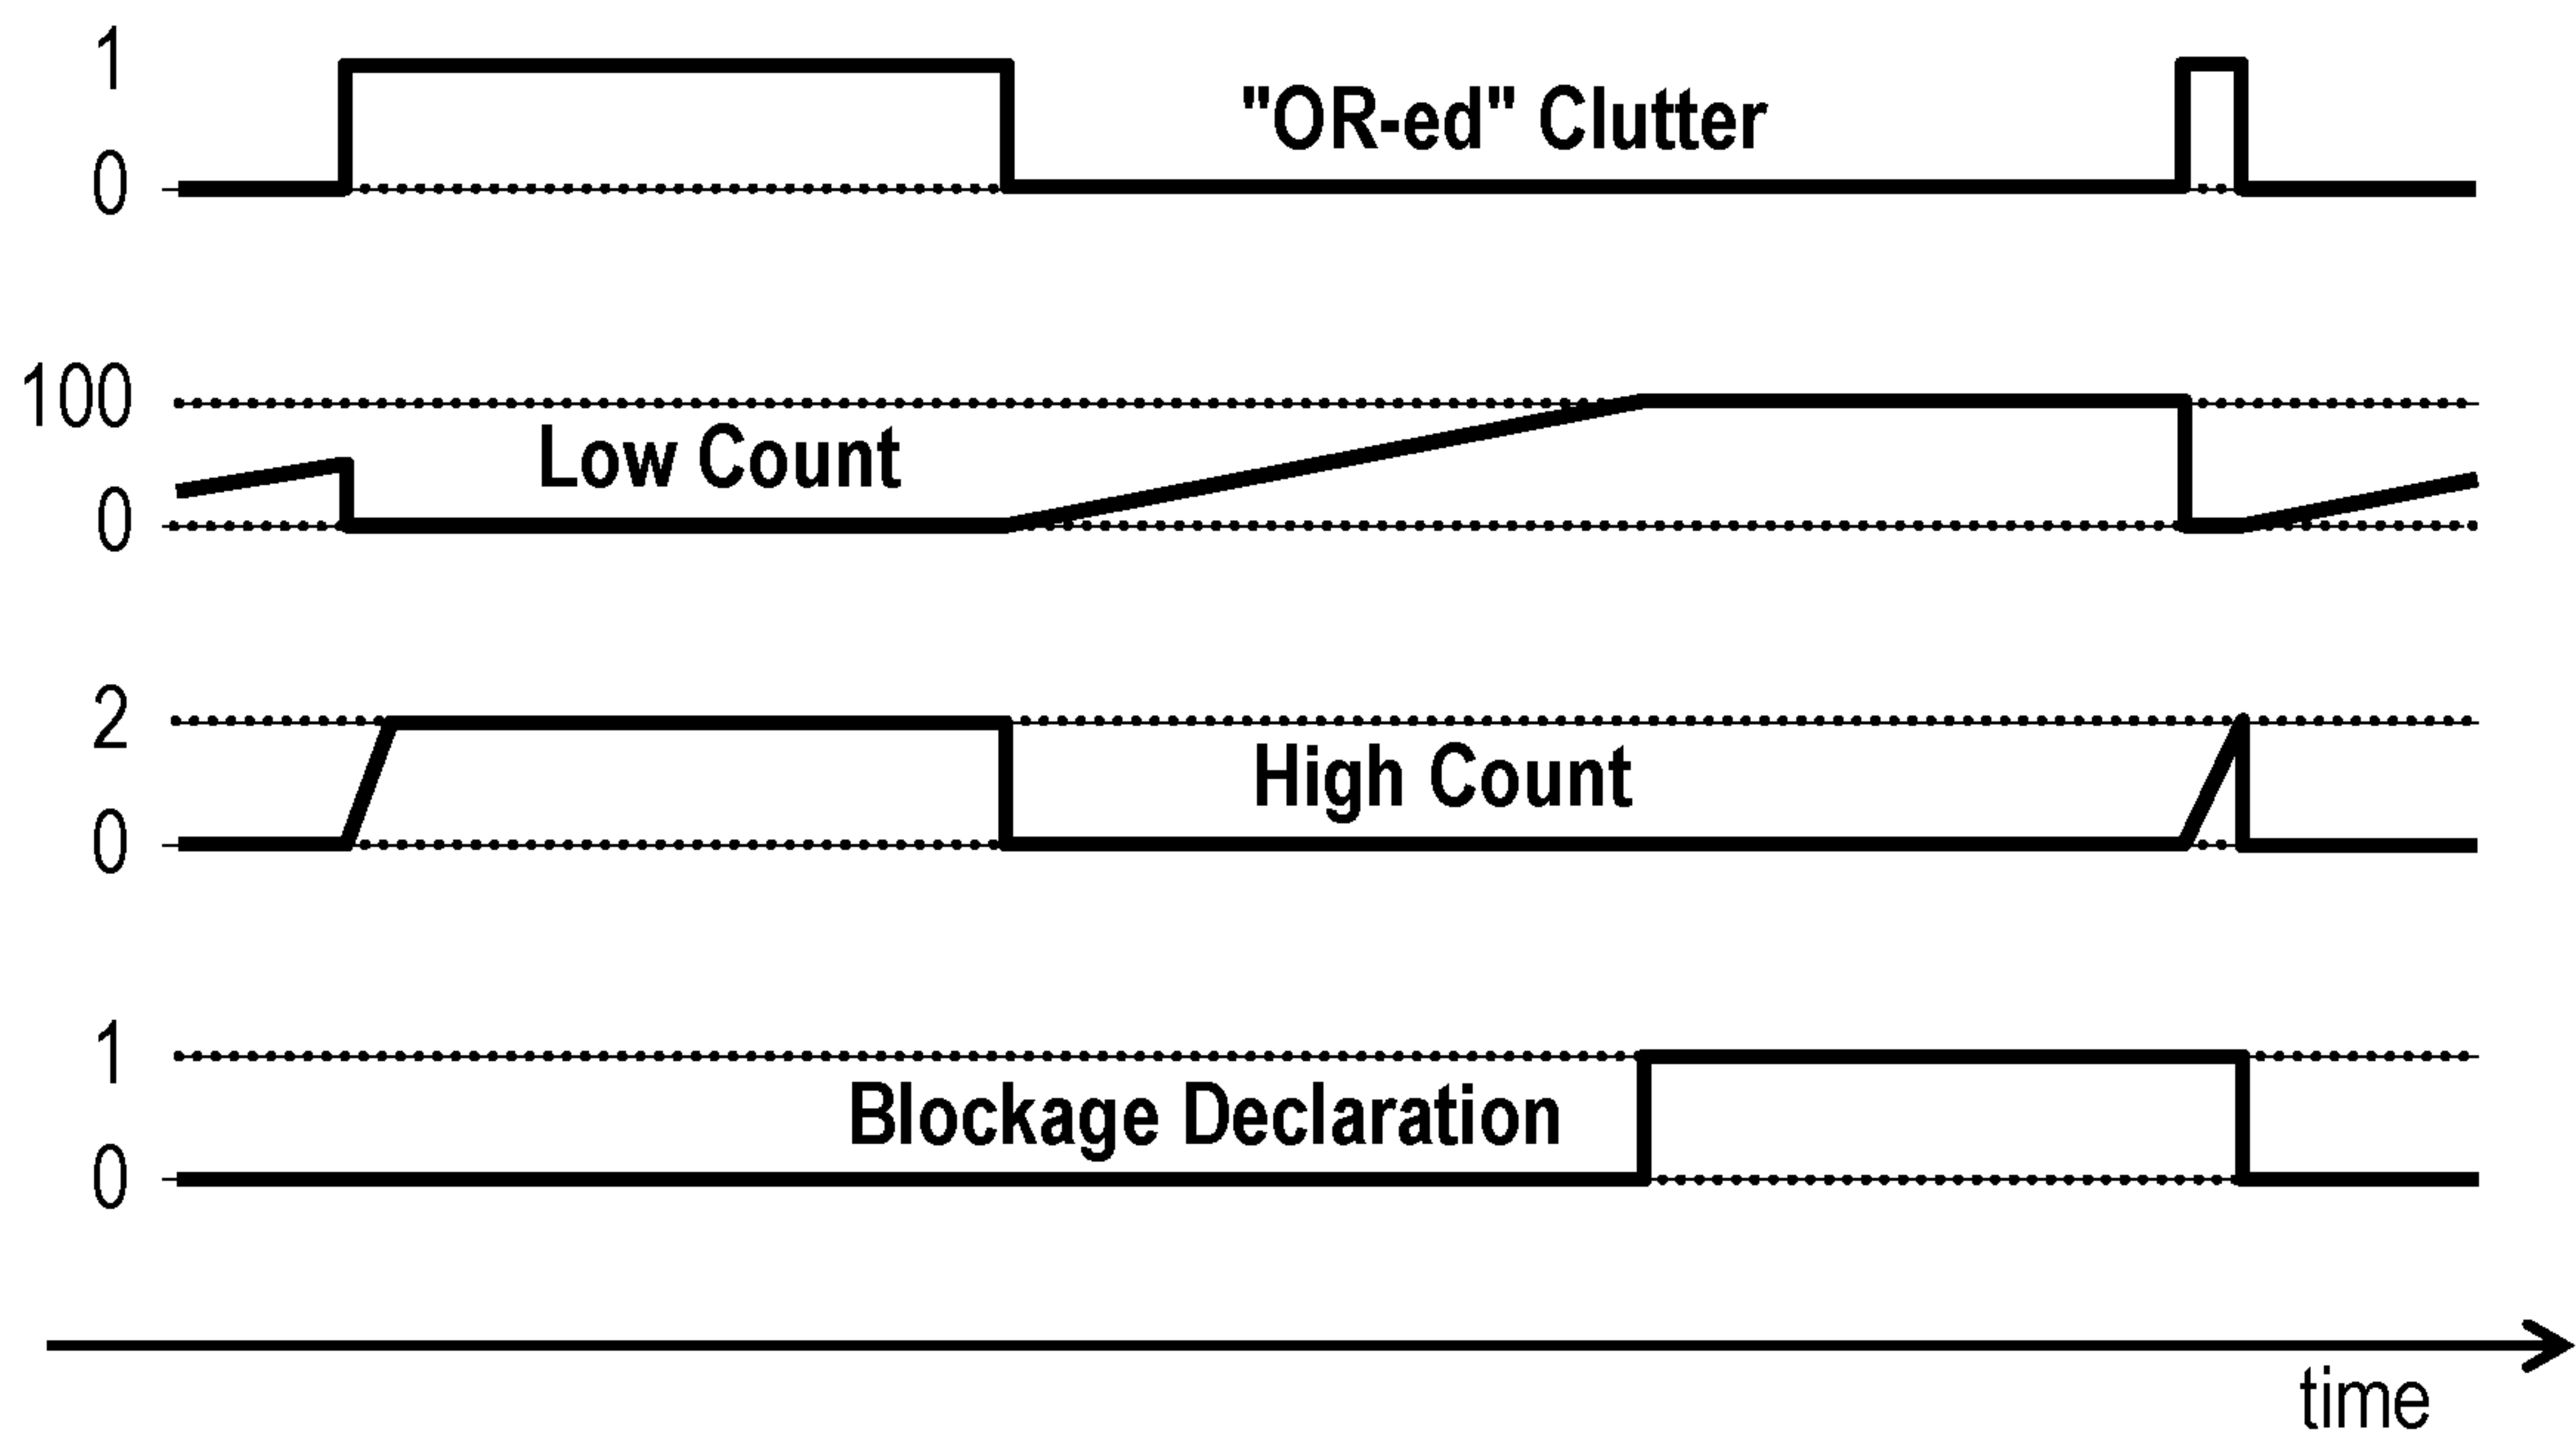 1
"OR-ed" Clutter
0
100
Low Count
0
2
High Count
0
1
Blockage Declaration
0
time